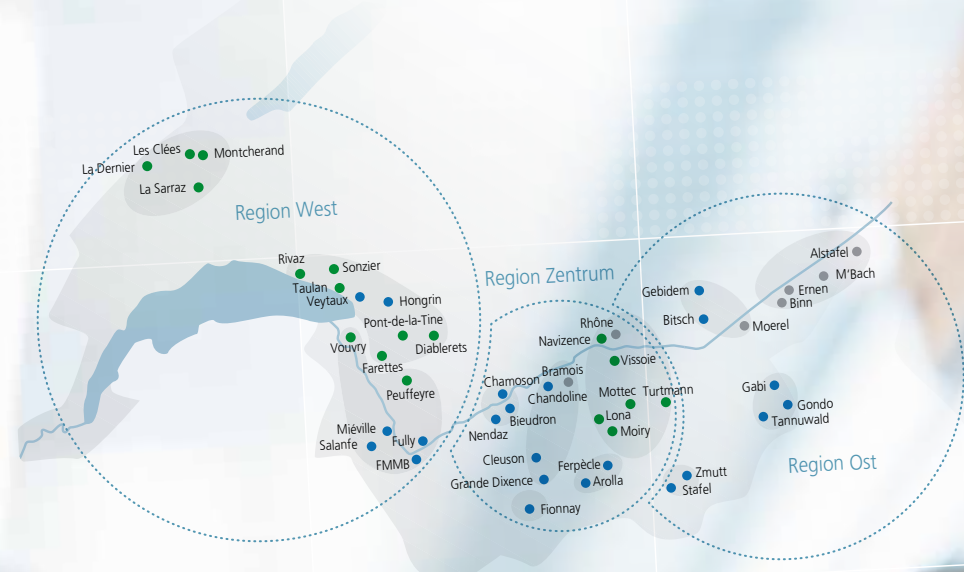 Les Clées
Montcherand
La Dernier
La Sarraz
Region West
Rivaz
Sonzier
Taulan
Veytaux
Hongrin
Pont-de-la-Tine
Vouvry
Diablerets
Farettes
Peuffeyre
Miéville
Salanfe
Fully
FMMB
Region Zentrum
Rhône
Navizence
Vissoie
Bramois
Chamoson
Chandoline
Mottec
Turtmann
Bieudron
Lona
Nendaz
Moiry
Cleuson
Ferpècle
Grande Dixence
Arolla
Fionnay
Alstafel
M'Bach
Gebidem
Ernen
Binn
Bitsch
Moerel
Gabi
Gondo
Tannuwald
Region Ost
Zmutt
Stafel